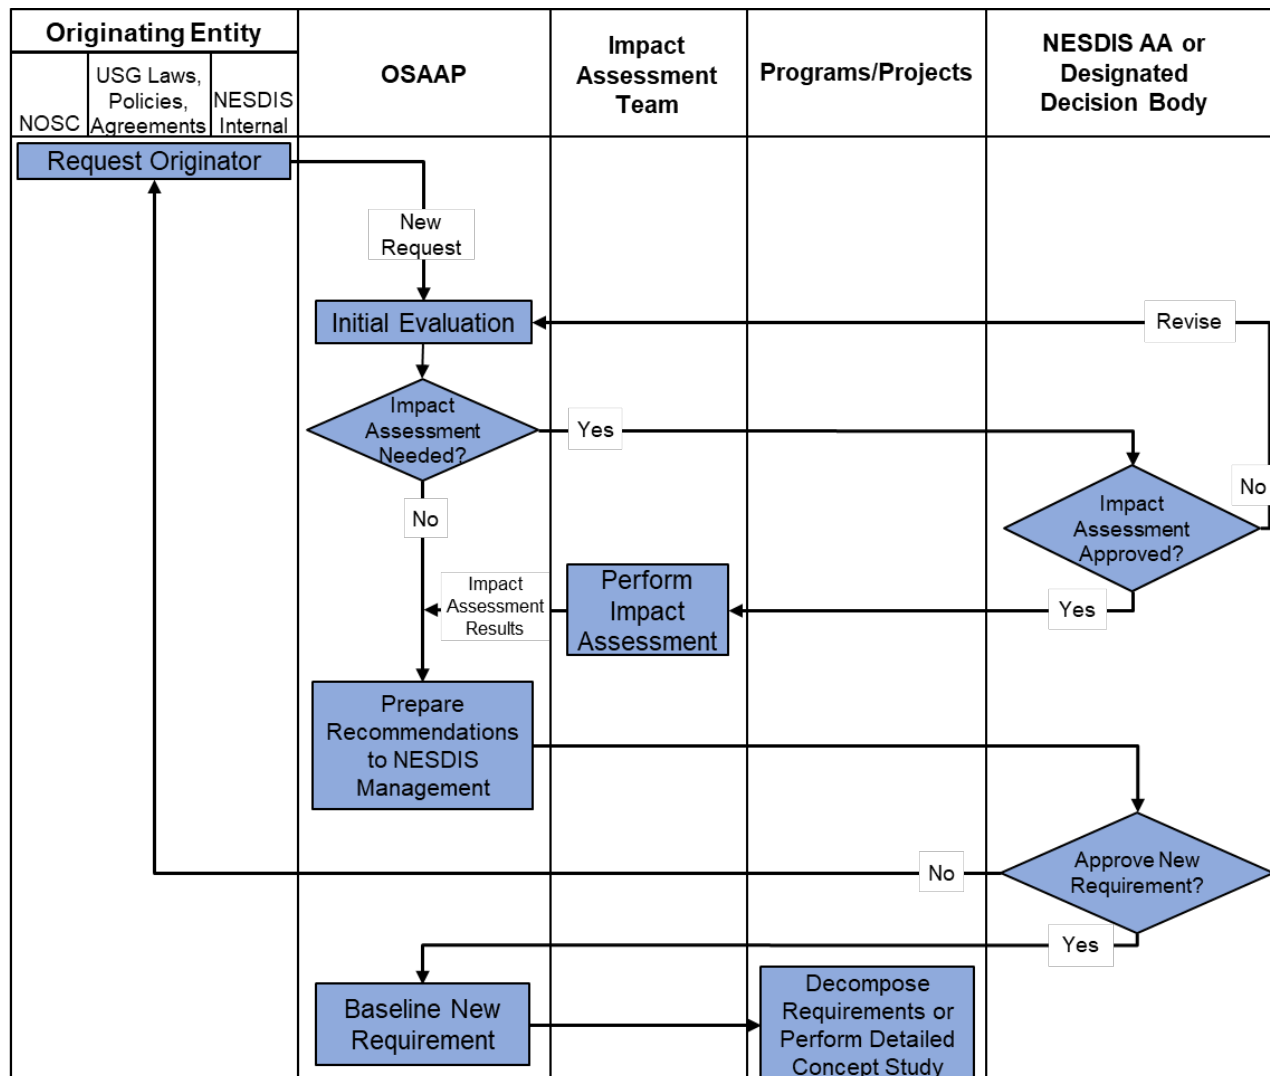 Originating Entity
NOSC
USG Laws,
Policies,
Agreements
NESDIS
Internal
OSAAP
Impact
Assessment
Team
Programs/Projects
NESDIS AA or
Designated
Decision Body
Request Originator
New
Request
Initial Evaluation
Revise
Impact
Assessment
Needed?
Yes
No
Impact
Assessment
Approved?
No
Yes
Perform
Impact
Assessment
Impact
Assessment
Results
Prepare
Recommendations
to NESDIS
Management
Approve New
Requirement?
No
Yes
Baseline New
Requirement
Decompose
Requirements or
Perform Detailed
Concept Study